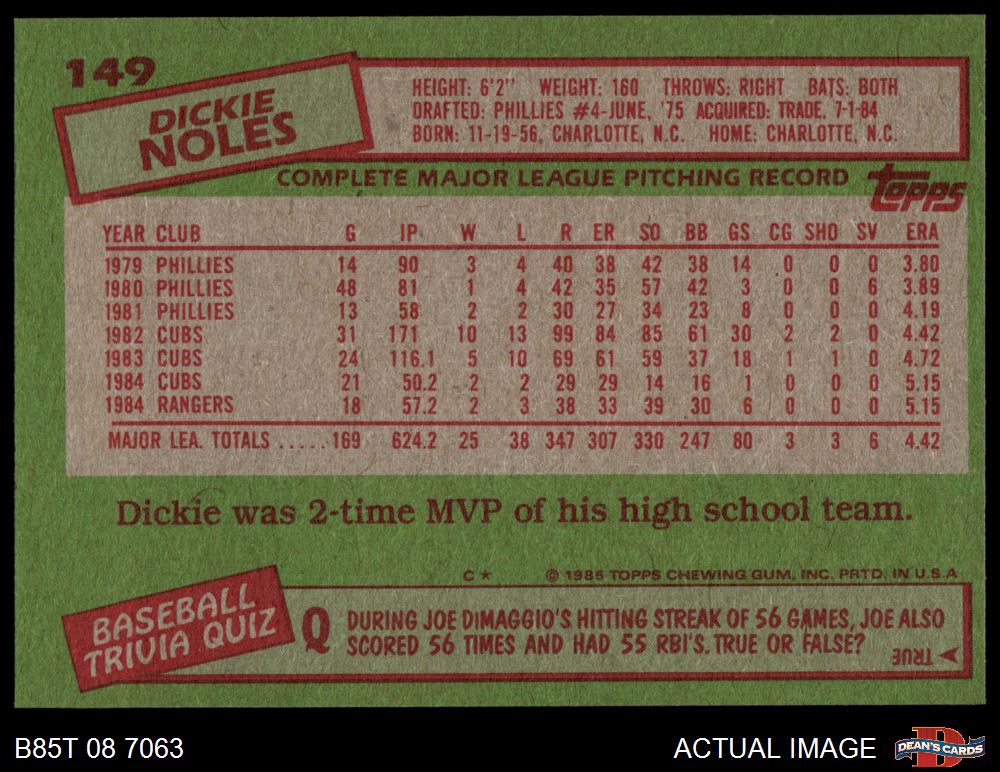 149
DICKIE
NOLES
HEIGHT: 6'2" WEIGHT: 160 THROWS: RIGHT BATS: BOTH
DRAFTED: PHILLIES #4-JUNE, '75 ACQUIRED: TRADE, 7-1-84
BORN: 11-19-56, CHARLOTTE, N.C. HOME: CHARLOTTE, N.C.
COMPLETE MAJOR LEAGUE PITCHING RECORD
topps
YEAR CLUB G IP W L R ER SO BB GS CG SHO SV ERA
1979 PHILLIES 14 90 3 4 40 38 42 38 14 0 0 0 3.80
1980 PHILLIES 48 81 1 4 42 35 57 42 3 0 0 6 3.89
1981 PHILLIES 13 58 2 2 30 27 34 23 8 0 0 0 4.19
1982 CUBS 31 171 10 13 99 84 85 61 30 2 2 0 4.42
1983 CUBS 24 116.1 5 10 69 61 59 37 18 1 1 0 4.72
1984 CUBS 21 50.2 2 2 29 29 14 16 1 0 0 0 5.15
1984 RANGERS 18 57.2 2 3 38 33 39 30 6 0 0 0 5.15
MAJOR LEA. TOTALS ......169 624.2 25 38 347 307 330 247 80 3 3 6 4.42
Dickie was 2-time MVP of his high school team.
C ★ © 1985 TOPPS CHEWING GUM, INC. PRTD. IN U.S.A
BASEBALL
TRIVIA QUIZ
Q DURING JOE DiMAGGIO'S HITTING STREAK OF 56 GAMES, JOE ALSO
SCORED 56 TIMES AND HAD 55 RBI'S. TRUE OR FALSE?
TRUE
B85T 08 7063
ACTUAL IMAGE
D
DEAN'S CARDS